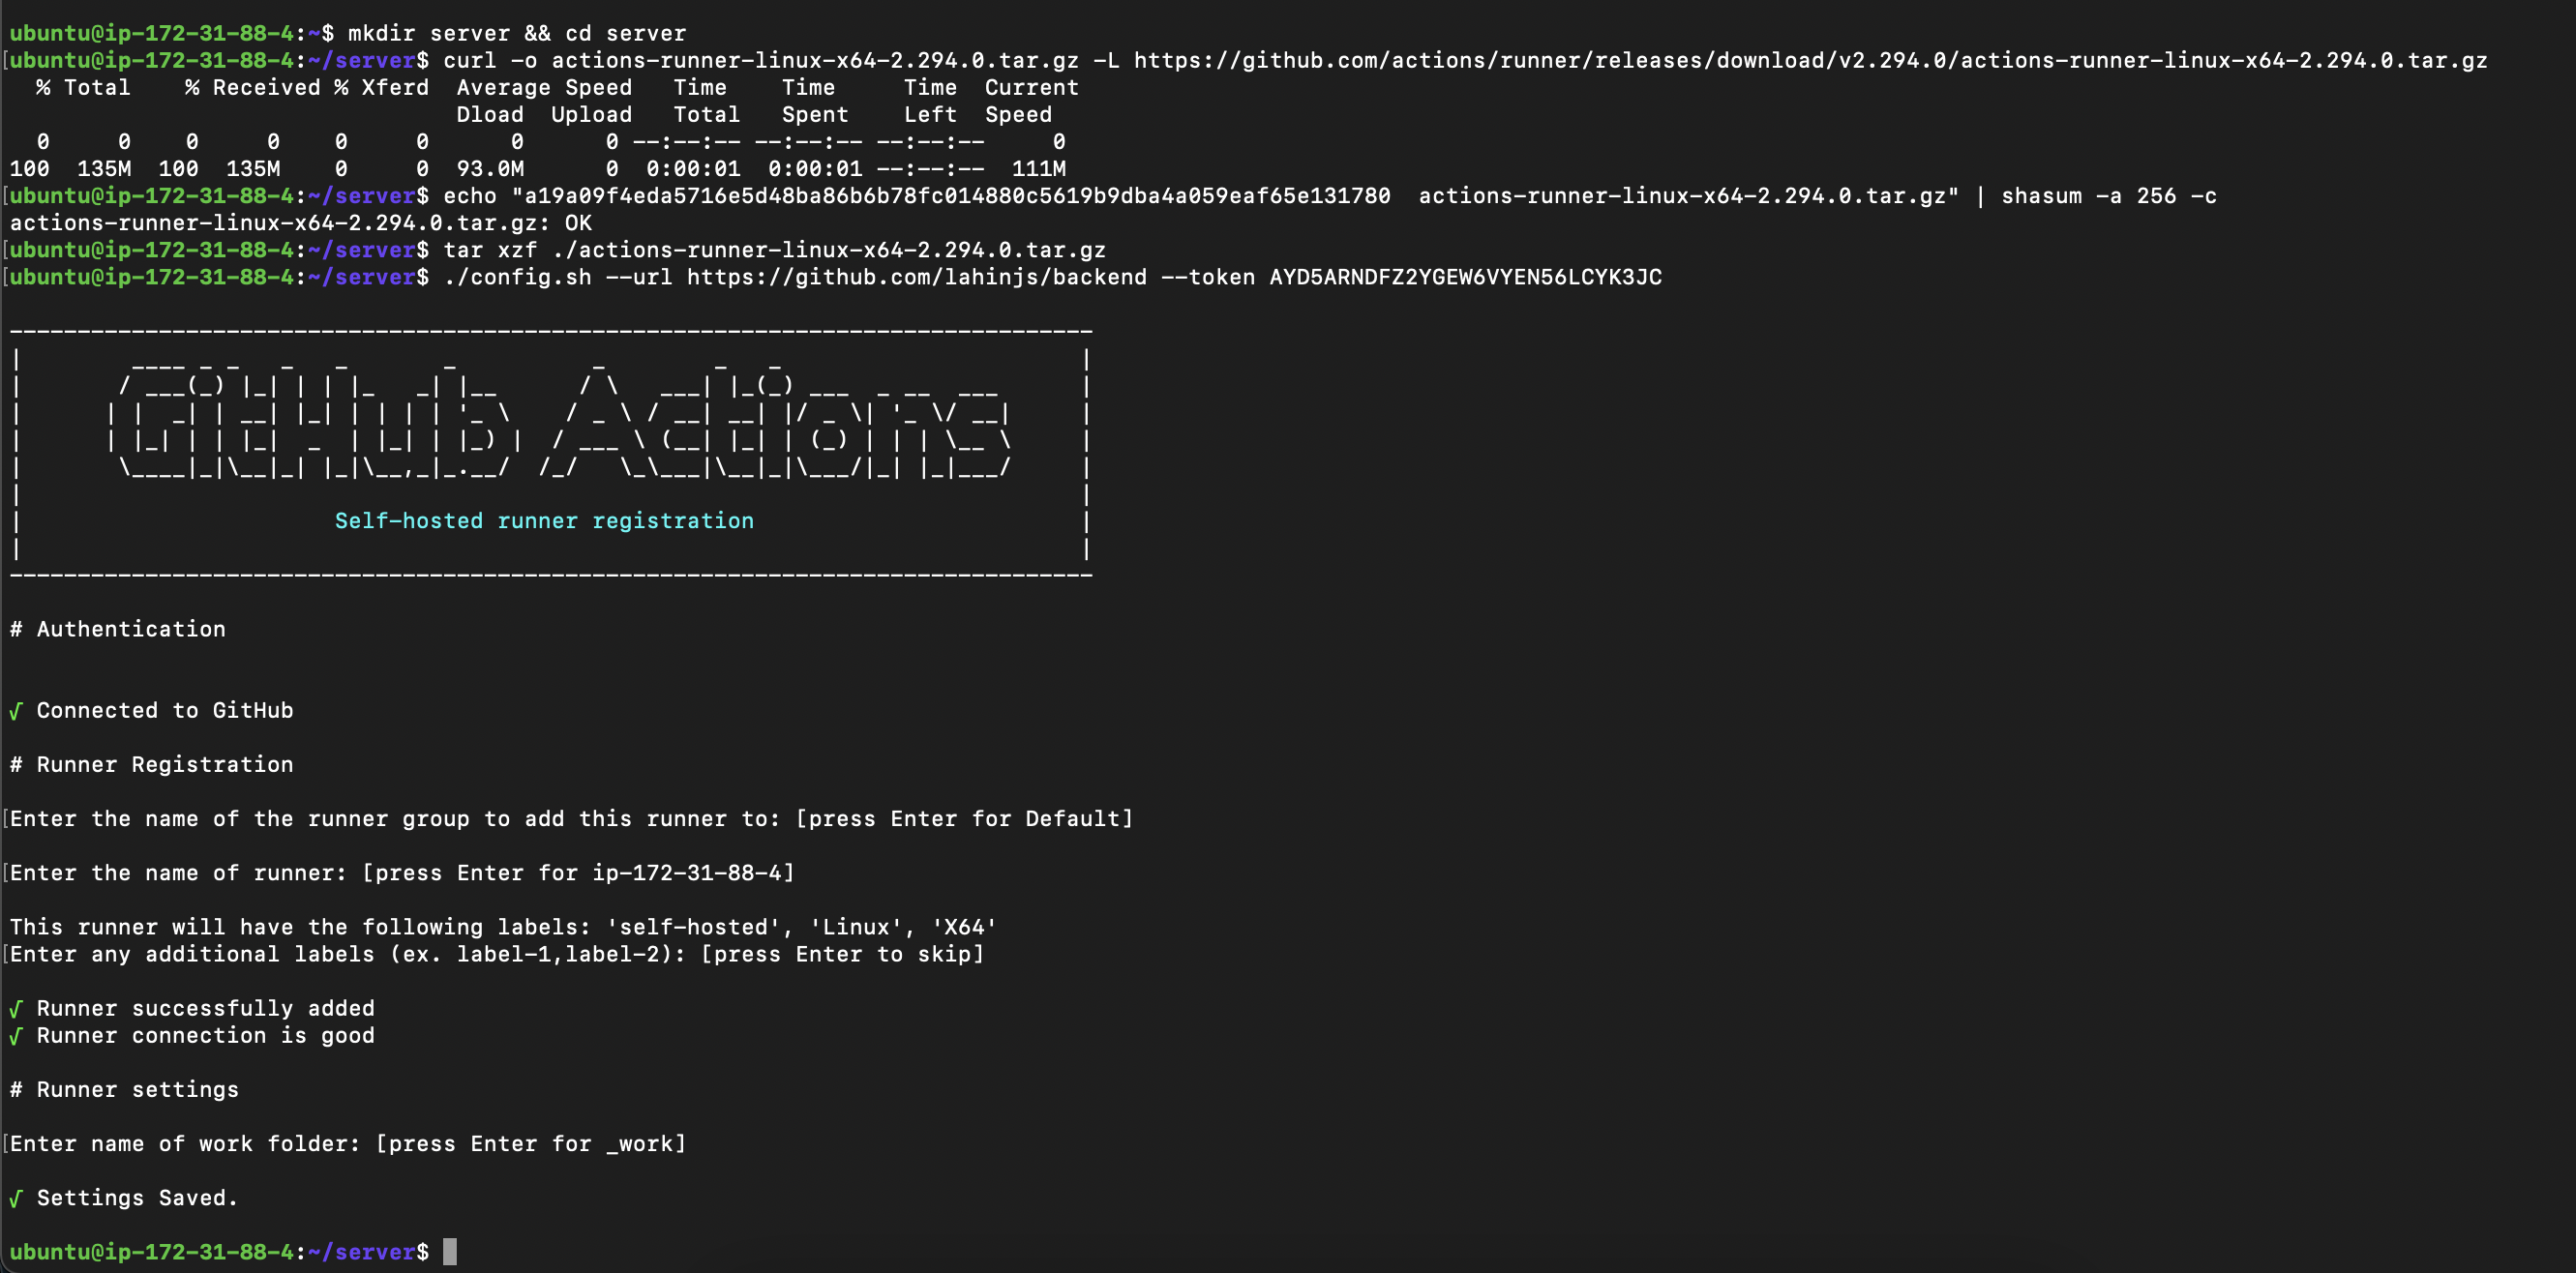 ubuntu@ip-172-31-88-4:~$ mkdir server && cd server
[ubuntu@ip-172-31-88-4:~/server$ curl -o actions-runner-linux-x64-2.294.0.tar.gz -L https://github.com/actions/runner/releases/download/v2.294.0/actions-runner-linux-x64-2.294.0.tar.gz
  % Total    % Received % Xferd  Average Speed   Time    Time     Time  Current
                                 Dload  Upload   Total   Spent    Left  Speed
  0     0    0     0    0     0      0      0 --:--:-- --:--:-- --:--:--     0
100  135M  100  135M    0     0  93.0M      0  0:00:01  0:00:01 --:--:--  111M
[ubuntu@ip-172-31-88-4:~/server$ echo "a19a09f4eda5716e5d48ba86b6b78fc014880c5619b9dba4a059eaf65e131780  actions-runner-linux-x64-2.294.0.tar.gz" | shasum -a 256 -c
actions-runner-linux-x64-2.294.0.tar.gz: OK
[ubuntu@ip-172-31-88-4:~/server$ tar xzf ./actions-runner-linux-x64-2.294.0.tar.gz
[ubuntu@ip-172-31-88-4:~/server$ ./config.sh --url https://github.com/lahinjs/backend --token AYD5ARNDFZ2YGEW6VYEN56LCYK3JC
GitHub Actions
Self-hosted runner registration
# Authentication
√ Connected to GitHub
# Runner Registration
[Enter the name of the runner group to add this runner to: [press Enter for Default]
[Enter the name of runner: [press Enter for ip-172-31-88-4]
This runner will have the following labels: 'self-hosted', 'Linux', 'X64'
[Enter any additional labels (ex. label-1,label-2): [press Enter to skip]
√ Runner successfully added
√ Runner connection is good
# Runner settings
[Enter name of work folder: [press Enter for _work]
√ Settings Saved.
ubuntu@ip-172-31-88-4:~/server$